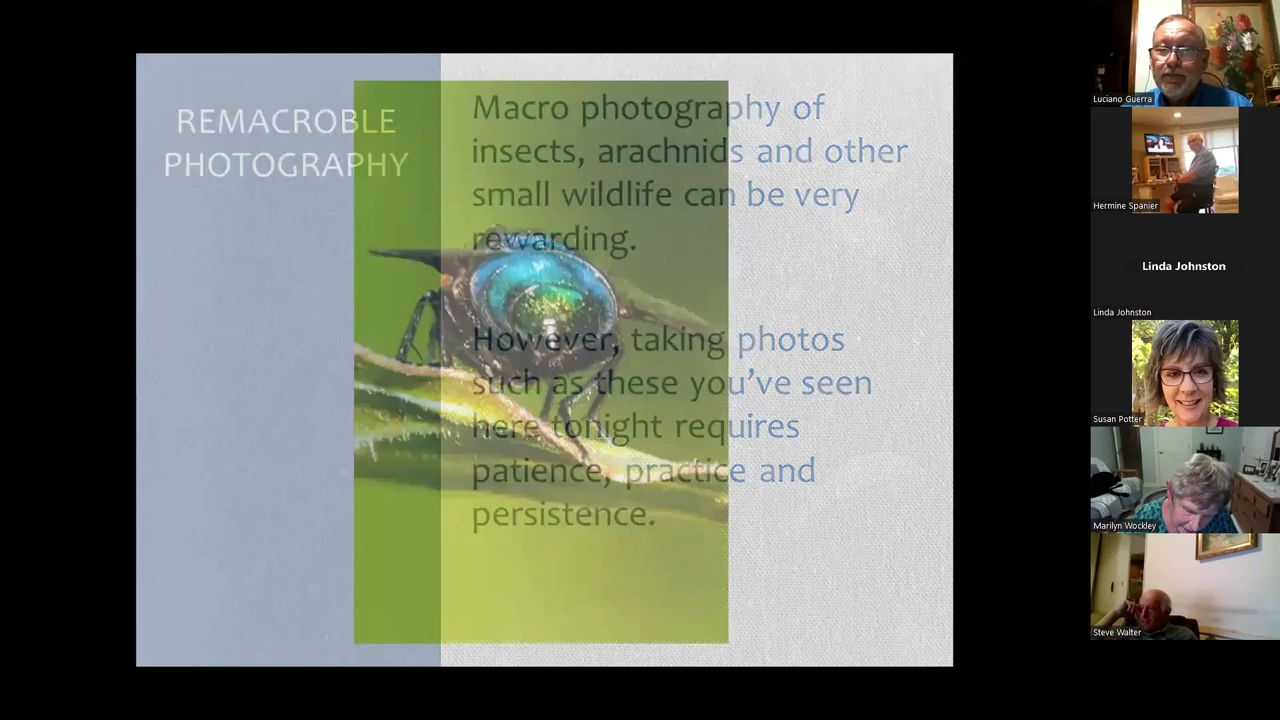 REMACROBLE
PHOTOGRAPHY
Macro photography of
insects, arachnids and other
small wildlife can be very
rewarding.
However, taking photos
such as these you’ve seen
here tonight requires
patience, practice and
persistence.
Luciano Guerra
Hermine Spanier
Linda Johnston
Linda Johnston
Susan Potter
Marilyn Wockley
Steve Walter